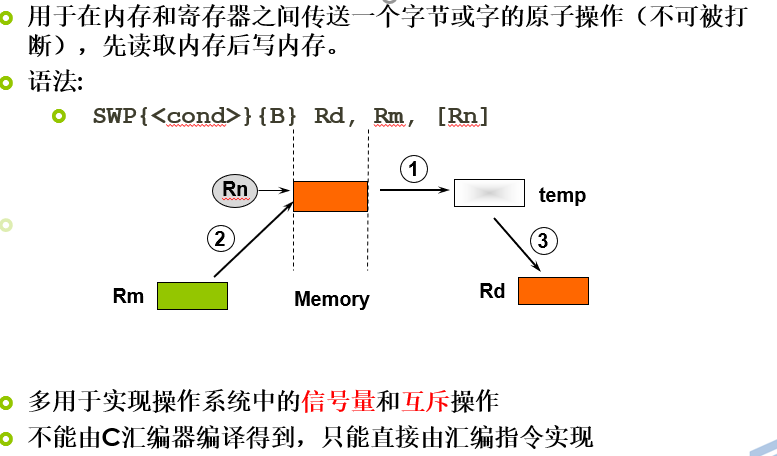 用于在内存和寄存器之间传送一个字节或字的原子操作（不可被打
断），先读取内存后写内存。
语法:
SWP{<cond>}{B} Rd, Rm, [Rn]
①
Rn
temp
②
③
Rm
Memory
Rd
多用于实现操作系统中的信号量和互斥操作
不能由C汇编器编译得到，只能直接由汇编指令实现